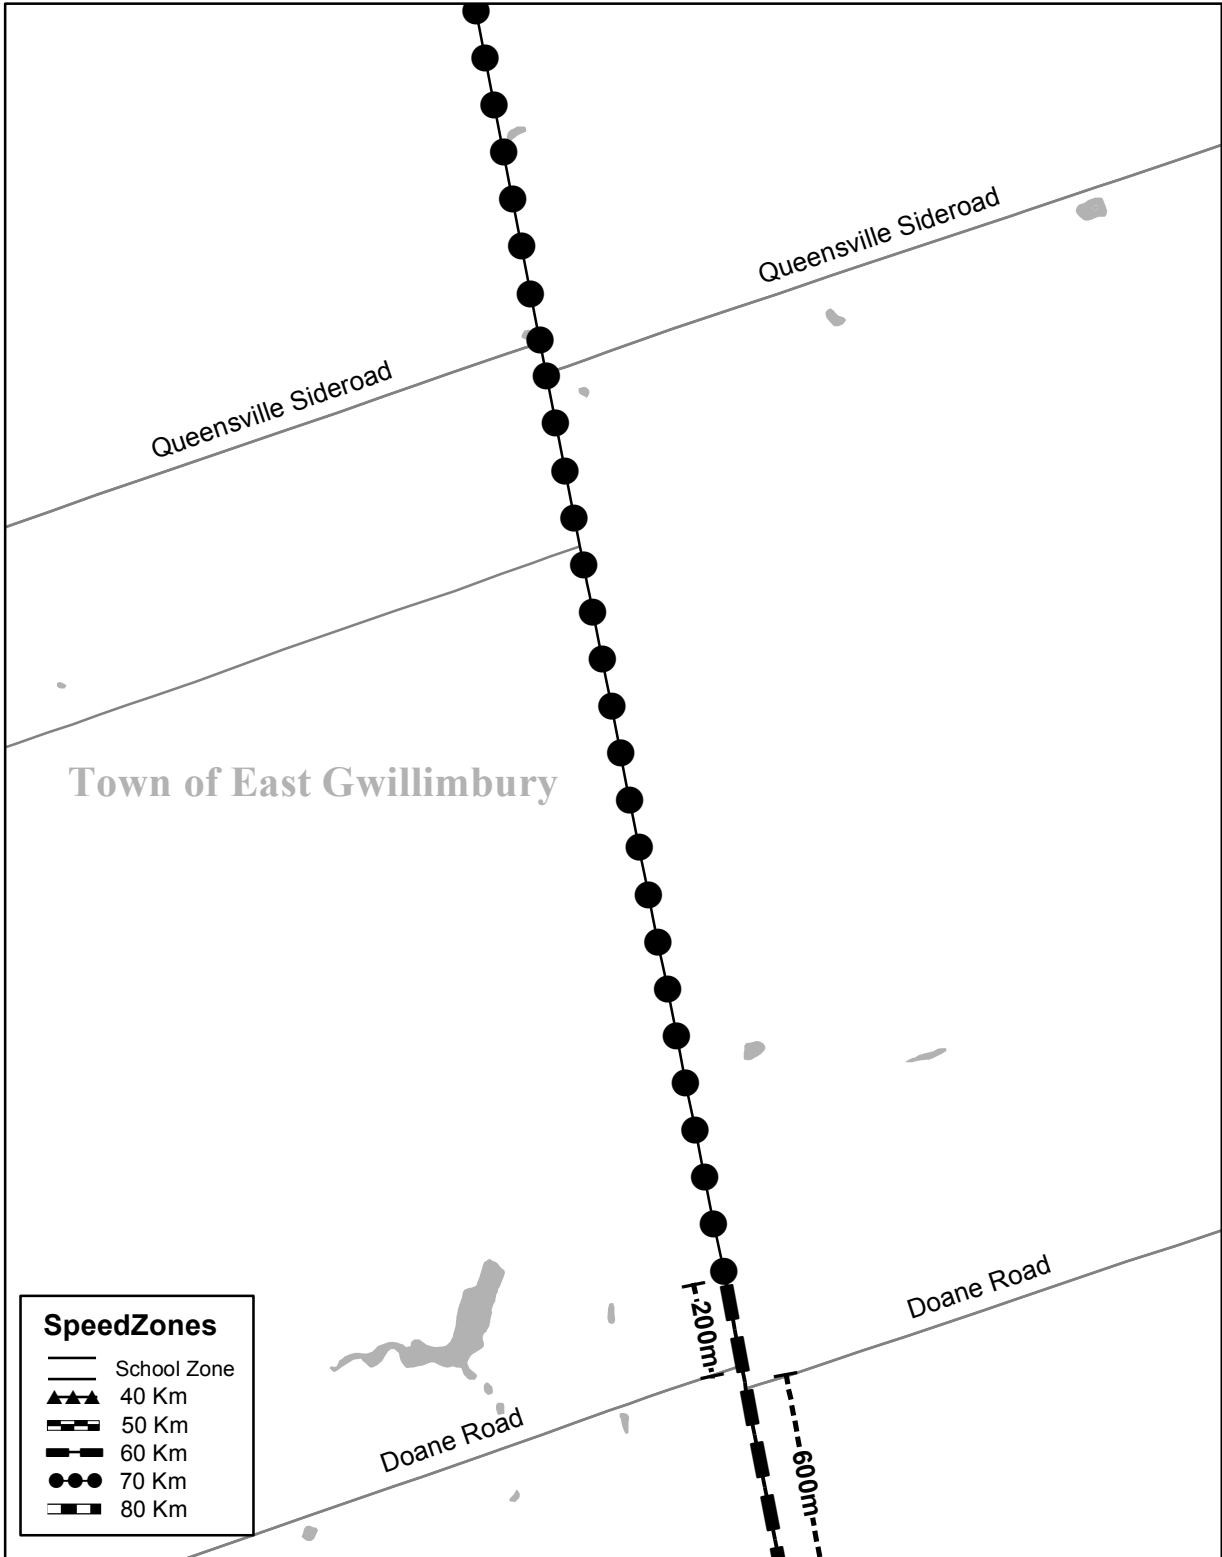 Queensville Sideroad
Queensville Sideroad
Town of East Gwillimbury
Doane Road
200m
Doane Road
600m
SpeedZones
School Zone
40 Km
50 Km
60 Km
70 Km
80 Km